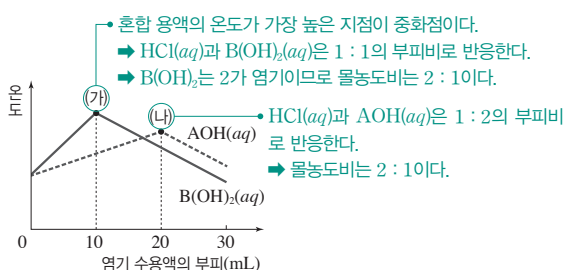 혼합 용액의 온도가 가장 높은 지점이 중화점이다.
➡ HCl(aq)과 B(OH)₂(aq)은 1 : 1의 부피비로 반응한다.
➡ B(OH)₂는 2가 염기이므로 몰농도비는 2 : 1이다.
온도
(가)
(나)
HCl(aq)과 AOH(aq)은 1 : 2의 부피비
로 반응한다.
➡ 몰농도비는 2 : 1이다.
AOH(aq)
B(OH)₂(aq)
0 10 20 30
염기 수용액의 부피(mL)